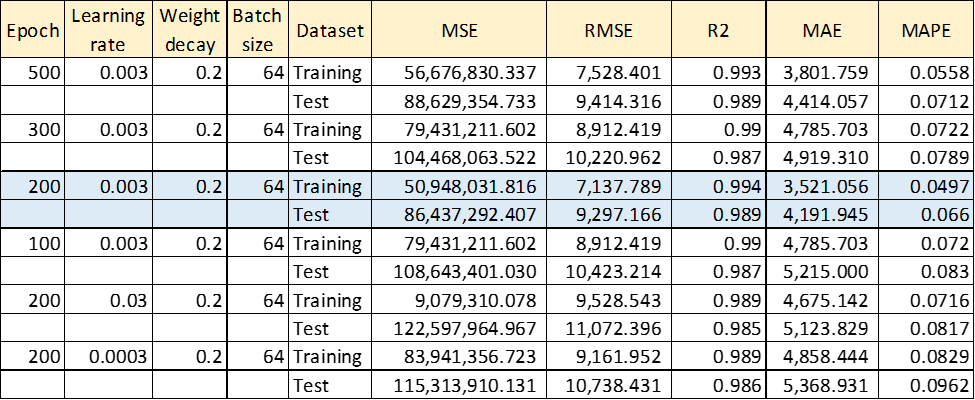 Epoch Learning rate Weight decay Batch size Dataset MSE RMSE R2 MAE MAPE
500 0.003 0.2 64 Training 56,676,830.337 7,528.401 0.993 3,801.759 0.0558
Test 88,629,354.733 9,414.316 0.989 4,414.057 0.0712
300 0.003 0.2 64 Training 79,431,211.602 8,912.419 0.99 4,785.703 0.0722
Test 104,468,063.522 10,220.962 0.987 4,919.310 0.0789
200 0.003 0.2 64 Training 50,948,031.816 7,137.789 0.994 3,521.056 0.0497
Test 86,437,292.407 9,297.166 0.989 4,191.945 0.066
100 0.003 0.2 64 Training 79,431,211.602 8,912.419 0.99 4,785.703 0.072
Test 108,643,401.030 10,423.214 0.987 5,215.000 0.083
200 0.03 0.2 64 Training 9,079,310.078 9,528.543 0.989 4,675.142 0.0716
Test 122,597,964.967 11,072.396 0.985 5,123.829 0.0817
200 0.0003 0.2 64 Training 83,941,356.723 9,161.952 0.989 4,858.444 0.0829
Test 115,313,910.131 10,738.431 0.986 5,368.931 0.0962